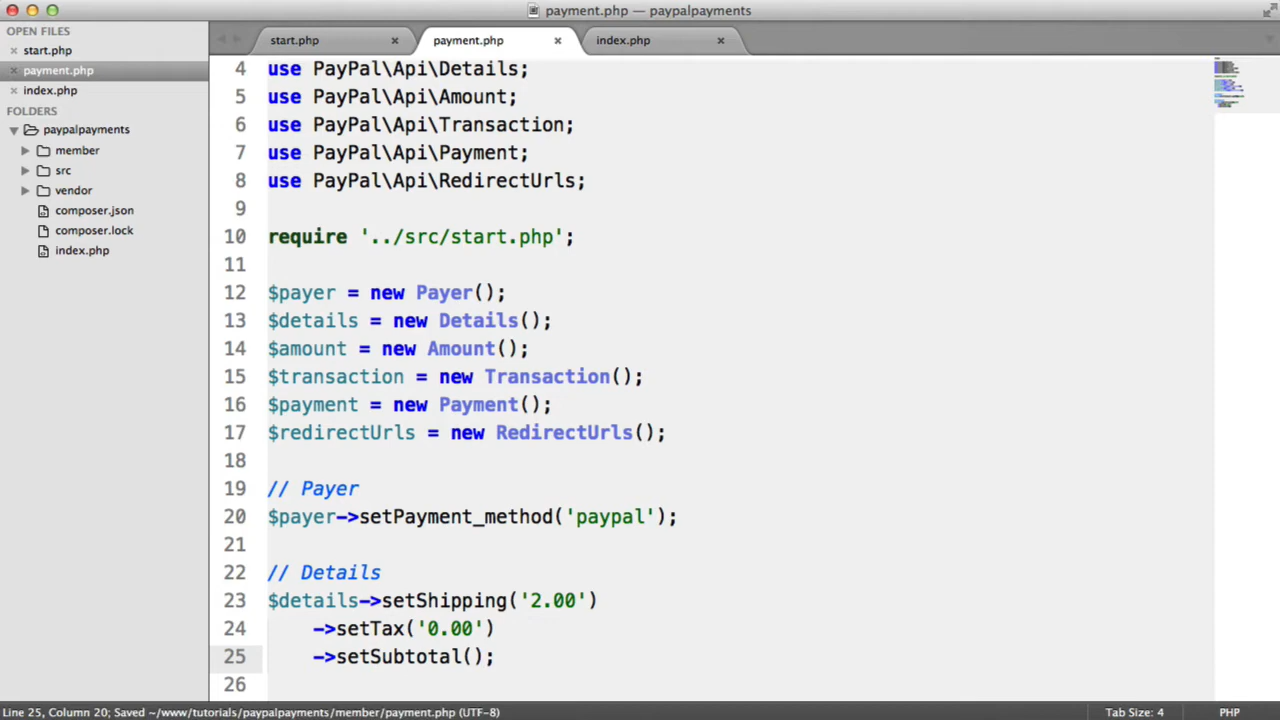 payment.php — paypalpayments
OPEN FILES
start.php
payment.php
index.php
FOLDERS
paypalpayments
member
src
vendor
composer.json
composer.lock
index.php
start.php
payment.php
index.php
4 use PayPal\Api\Details;
5 use PayPal\Api\Amount;
6 use PayPal\Api\Transaction;
7 use PayPal\Api\Payment;
8 use PayPal\Api\RedirectUrls;
9
10 require '../src/start.php';
11
12 $payer = new Payer();
13 $details = new Details();
14 $amount = new Amount();
15 $transaction = new Transaction();
16 $payment = new Payment();
17 $redirectUrls = new RedirectUrls();
18
19 // Payer
20 $payer->setPayment_method('paypal');
21
22 // Details
23 $details->setShipping('2.00')
24 ->setTax('0.00')
25 ->setSubtotal();
26
Line 25, Column 20; Saved ~/www/tutorials/paypalpayments/member/payment.php (UTF-8)
Tab Size: 4
PHP